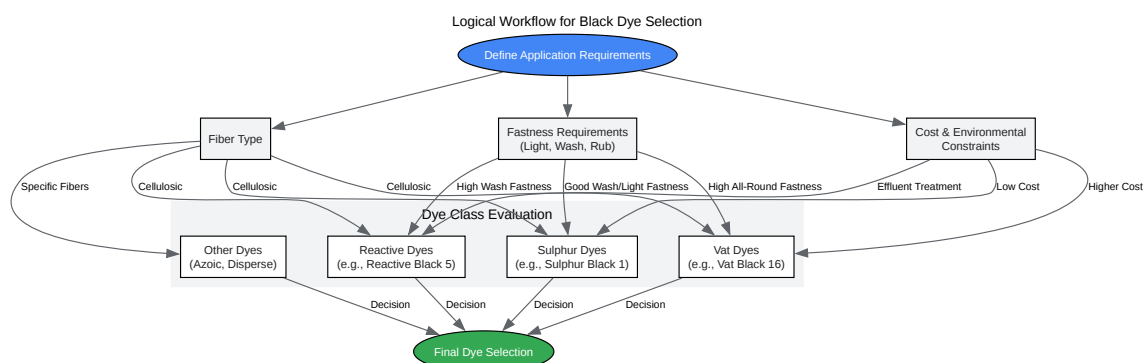 Logical Workflow for Black Dye Selection
Define Application Requirements
Fiber Type
Fastness Requirements
(Light, Wash, Rub)
Cost & Environmental
Constraints
Specific Fibers
Cellulosic
Cellulosic
Cellulosic
High Wash Fastness
Good Wash/Light Fastness
High All-Round Fastness
Effluent Treatment
Low Cost
Higher Cost
Dye Class Evaluation
Other Dyes
(Azoic, Disperse)
Reactive Dyes
(e.g., Reactive Black 5)
Sulphur Dyes
(e.g., Sulphur Black 1)
Vat Dyes
(e.g., Vat Black 16)
Decision
Decision
Decision
Decision
Final Dye Selection